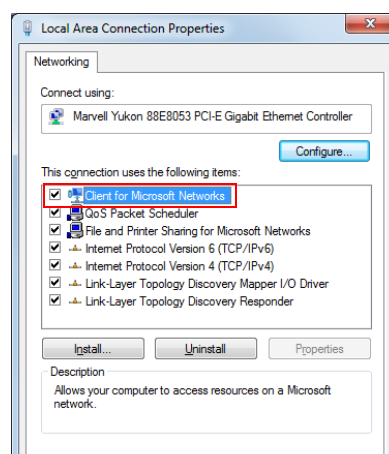 Local Area Connection Properties
Networking
Connect using:
Marvell Yukon 88E8053 PCI-E Gigabit Ethernet Controller
Configure...
This connection uses the following items:
Client for Microsoft Networks
QoS Packet Scheduler
File and Printer Sharing for Microsoft Networks
Internet Protocol Version 6 (TCP/IPv6)
Internet Protocol Version 4 (TCP/IPv4)
Link-Layer Topology Discovery Mapper I/O Driver
Link-Layer Topology Discovery Responder
Install...
Uninstall
Properties
Description
Allows your computer to access resources on a Microsoft
network.